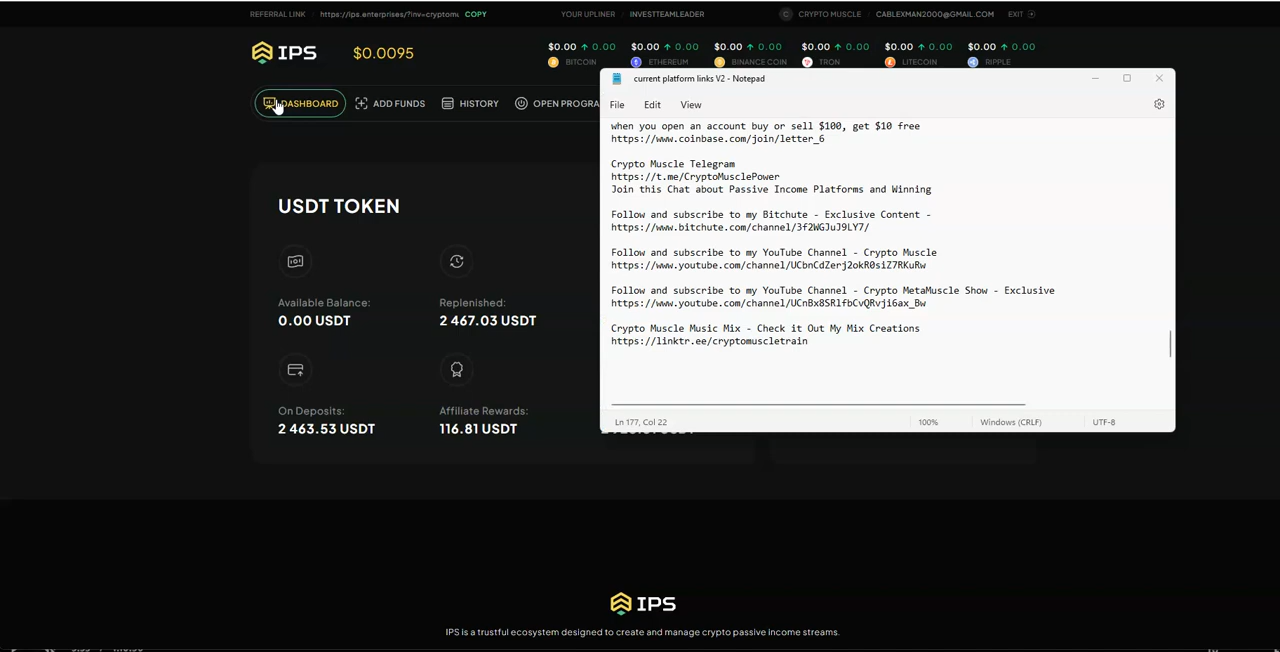 REFERRAL LINK https://ips.enterprises/?inv=cryptomu COPY YOUR UPLINER INVESTTEAMLEADER C CRYPTO MUSCLE CABLEXMAN2000@GMAIL.COM EXIT
IPS $0.0095
$0.00 ↑ 0.00 $0.00 ↑ 0.00 $0.00 ↑ 0.00 $0.00 ↑ 0.00 $0.00 ↑ 0.00 $0.00 ↑ 0.00
BITCOIN ETHEREUM BINANCE COIN TRON LITECOIN RIPPLE
DASHBOARD ADD FUNDS HISTORY OPEN PROGRA
USDT TOKEN
Available Balance: Replenished:
0.00 USDT 2 467.03 USDT
On Deposits: Affiliate Rewards:
2 463.53 USDT 116.81 USDT
current platform links V2 - Notepad
File Edit View
when you open an account buy or sell $100, get $10 free
https://www.coinbase.com/join/letter_6
Crypto Muscle Telegram
https://t.me/CryptoMusclePower
Join this Chat about Passive Income Platforms and Winning
Follow and subscribe to my Bitchute - Exclusive Content -
https://www.bitchute.com/channel/3f2WGJuJ9LY7/
Follow and subscribe to my YouTube Channel - Crypto Muscle
https://www.youtube.com/channel/UCbnCdZerj2okR0siZ7RKuRw
Follow and subscribe to my YouTube Channel - Crypto MetaMuscle Show - Exclusive
https://www.youtube.com/channel/UCnBx8SRlfbCvQRvji6ax_Bw
Crypto Muscle Music Mix - Check it Out My Mix Creations
https://linktr.ee/cryptomuscletrain
Ln 177, Col 22 100% Windows (CRLF) UTF-8
IPS
IPS is a trustful ecosystem designed to create and manage crypto passive income streams.